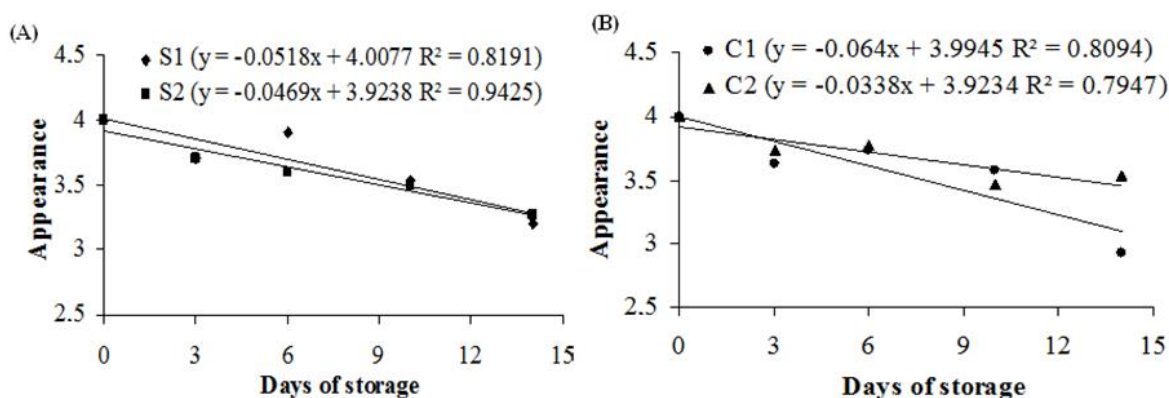 (A)
S1 (y = -0.0518x + 4.0077 R² = 0.8191)
S2 (y = -0.0469x + 3.9238 R² = 0.9425)
4.5
4
3.5
3
2.5
Appearance
0 3 6 9 12 15
Days of storage
(B)
C1 (y = -0.064x + 3.9945 R² = 0.8094)
C2 (y = -0.0338x + 3.9234 R² = 0.7947)
4.5
4
3.5
3
2.5
Appearance
0 3 6 9 12 15
Days of storage